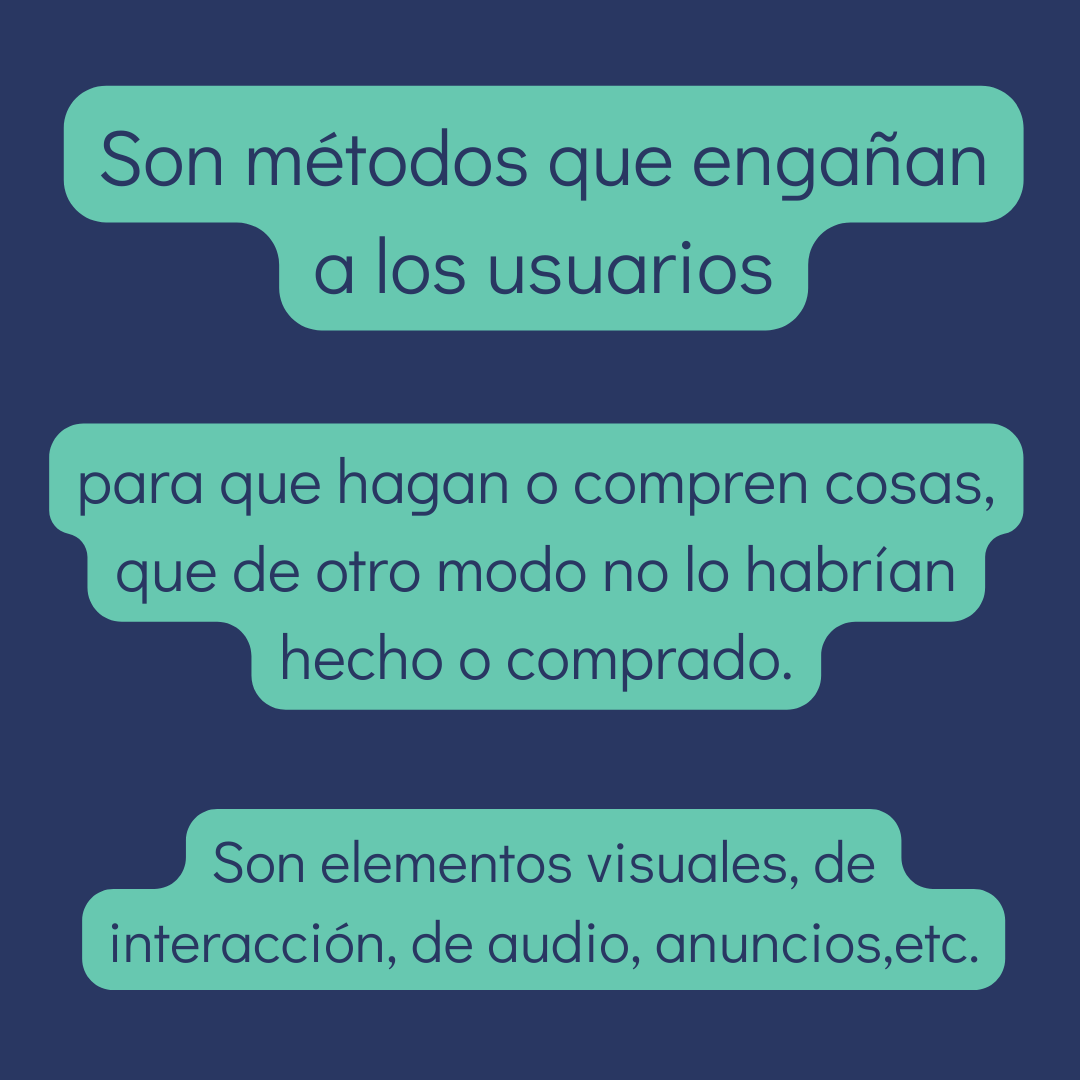 Son métodos que engañan
a los usuarios
para que hagan o compren cosas,
que de otro modo no lo habrían
hecho o comprado.
Son elementos visuales, de
interacción, de audio, anuncios,etc.